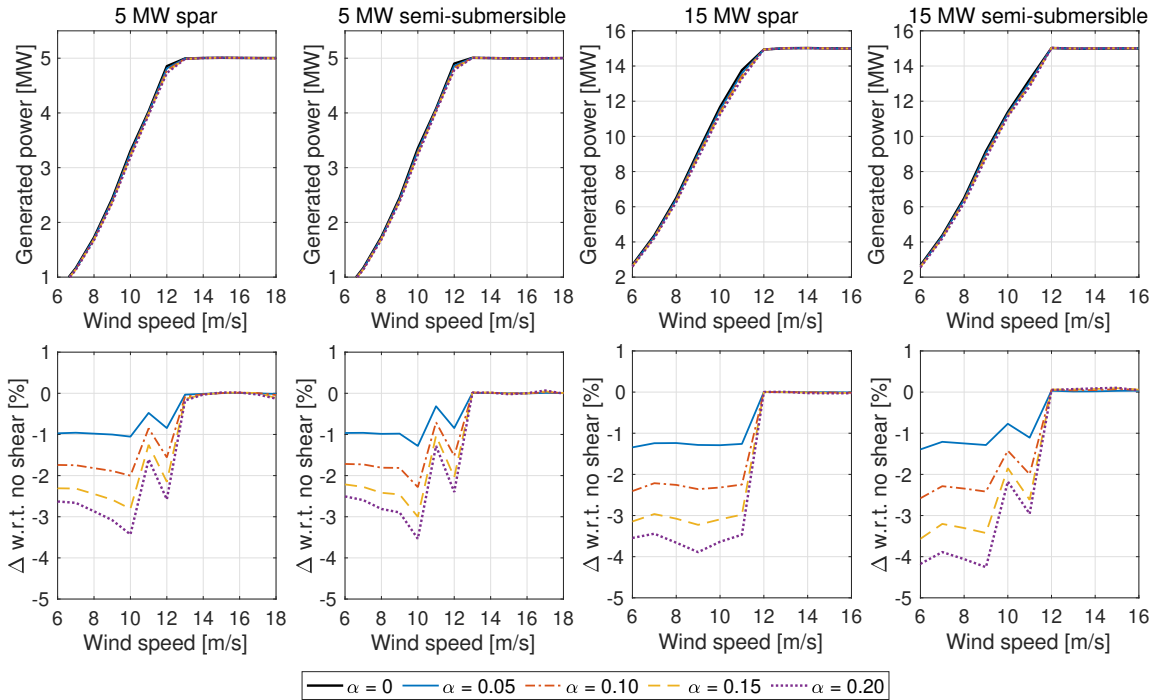 5 MW spar
5 MW semi-submersible
15 MW spar
15 MW semi-submersible
Generated power [MW]
5
4
3
2
1
6 8 10 12 14 16 18
Wind speed [m/s]
Generated power [MW]
5
4
3
2
1
6 8 10 12 14 16 18
Wind speed [m/s]
Generated power [MW]
16
14
12
10
8
6
4
2
6 8 10 12 14 16
Wind speed [m/s]
Generated power [MW]
16
14
12
10
8
6
4
2
6 8 10 12 14 16
Wind speed [m/s]
Δ w.r.t. no shear [%]
1
0
-1
-2
-3
-4
-5
6 8 10 12 14 16 18
Wind speed [m/s]
Δ w.r.t. no shear [%]
1
0
-1
-2
-3
-4
-5
6 8 10 12 14 16 18
Wind speed [m/s]
Δ w.r.t. no shear [%]
1
0
-1
-2
-3
-4
-5
6 8 10 12 14 16
Wind speed [m/s]
Δ w.r.t. no shear [%]
1
0
-1
-2
-3
-4
-5
6 8 10 12 14 16
Wind speed [m/s]
α = 0 α = 0.05 α = 0.10 α = 0.15 α = 0.20